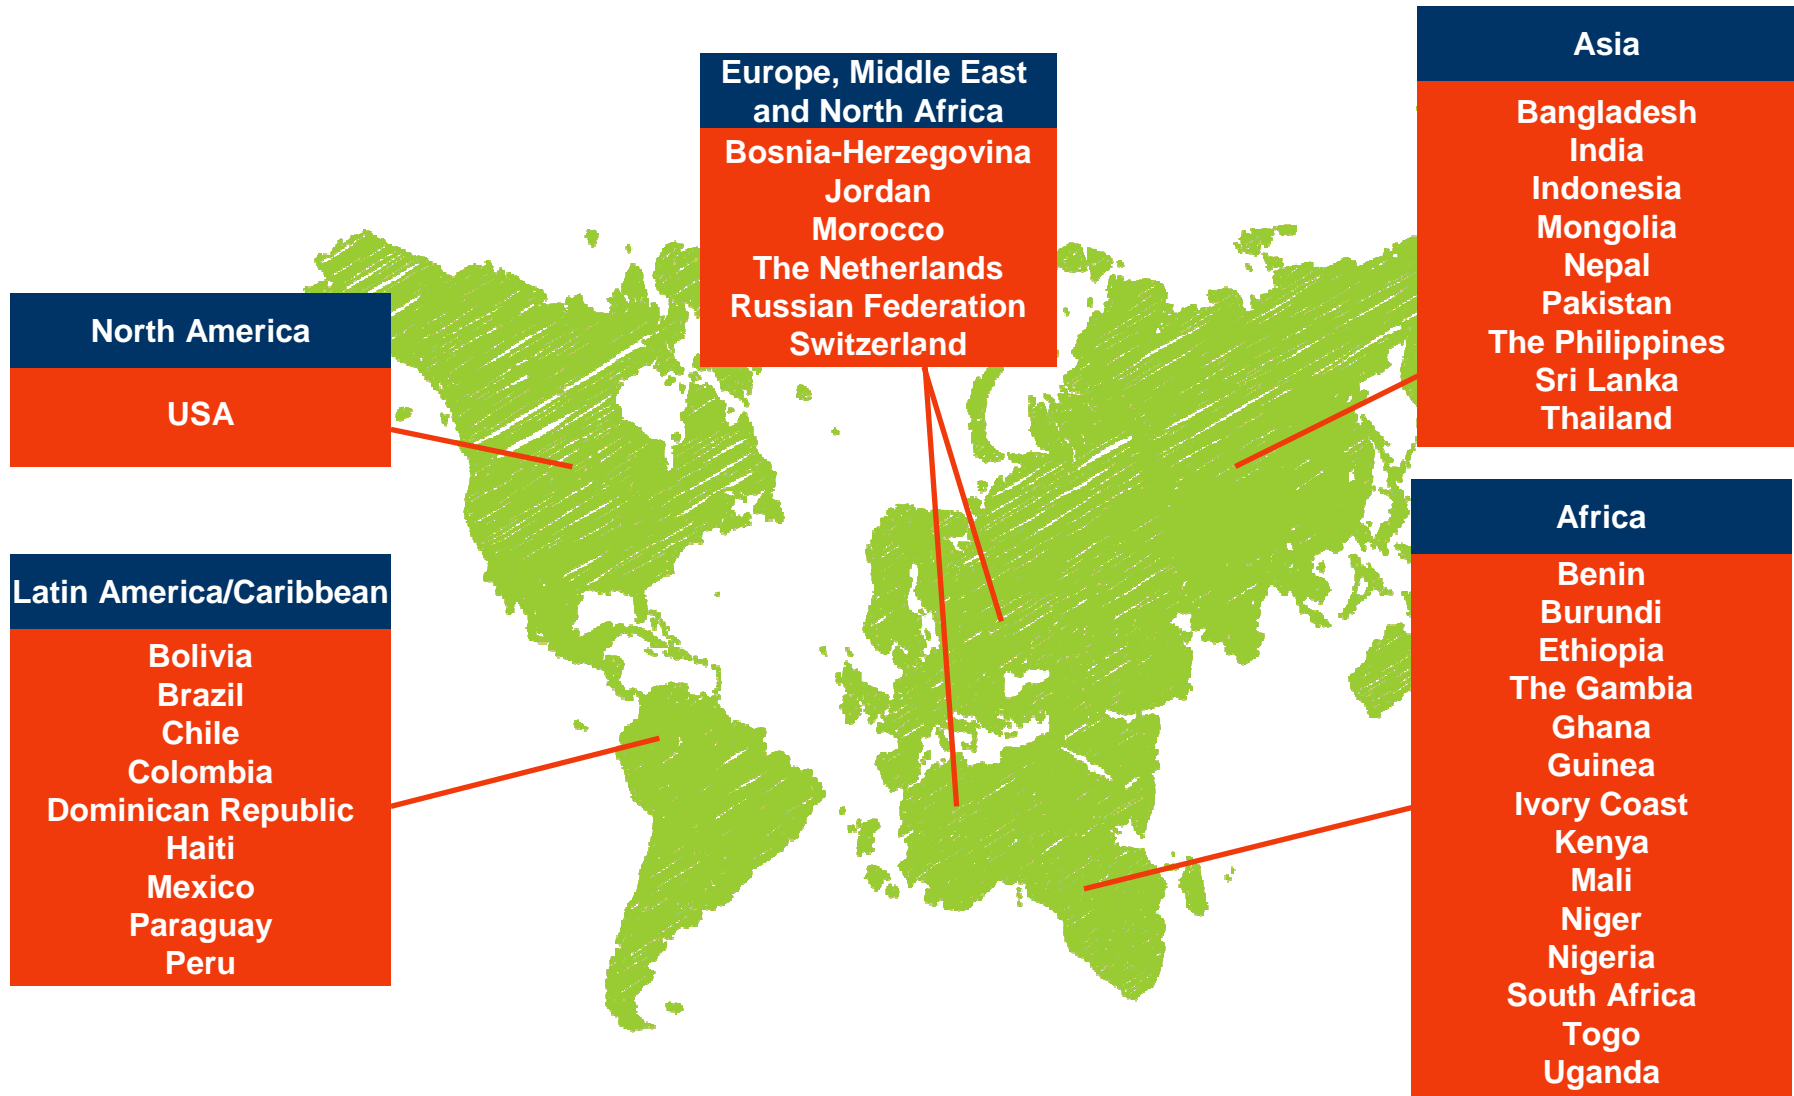 North America
USA
Latin America/Caribbean
Bolivia
Brazil
Chile
Colombia
Dominican Republic
Haiti
Mexico
Paraguay
Peru
Europe, Middle East
and North Africa
Bosnia-Herzegovina
Jordan
Morocco
The Netherlands
Russian Federation
Switzerland
Asia
Bangladesh
India
Indonesia
Mongolia
Nepal
Pakistan
The Philippines
Sri Lanka
Thailand
Africa
Benin
Burundi
Ethiopia
The Gambia
Ghana
Guinea
Ivory Coast
Kenya
Mali
Niger
Nigeria
South Africa
Togo
Uganda